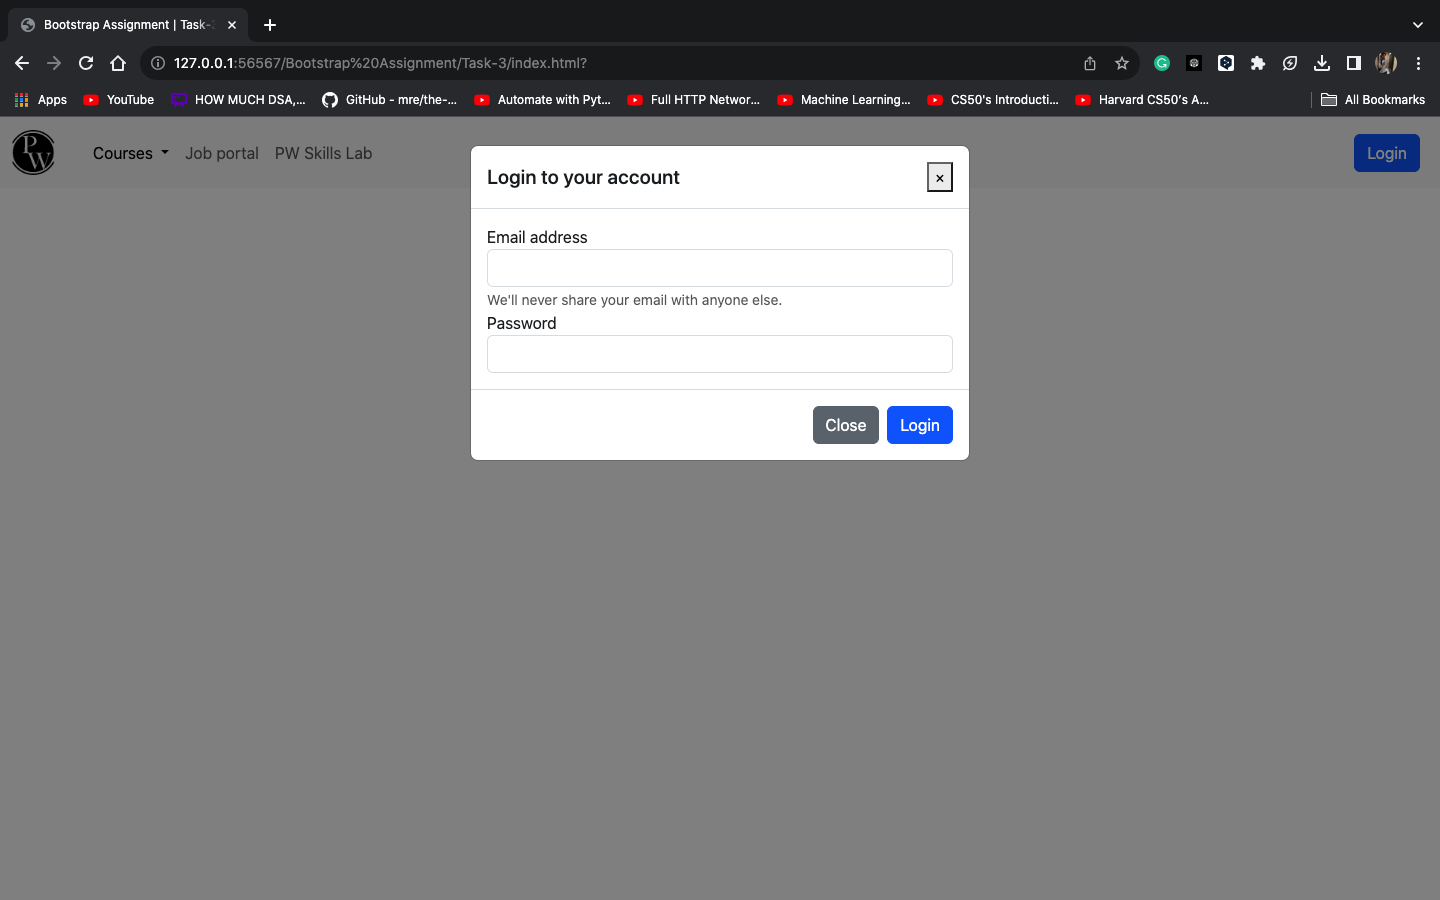 Bootstrap Assignment | Task-
127.0.0.1:56567/Bootstrap%20Assignment/Task-3/index.html?
Apps YouTube HOW MUCH DSA,... GitHub - mre/the-... Automate with Pyt... Full HTTP Networ... Machine Learning... CS50's Introducti... Harvard CS50's A... All Bookmarks
PW Courses Job portal PW Skills Lab Login
Login to your account ×
Email address
We'll never share your email with anyone else.
Password
Close Login